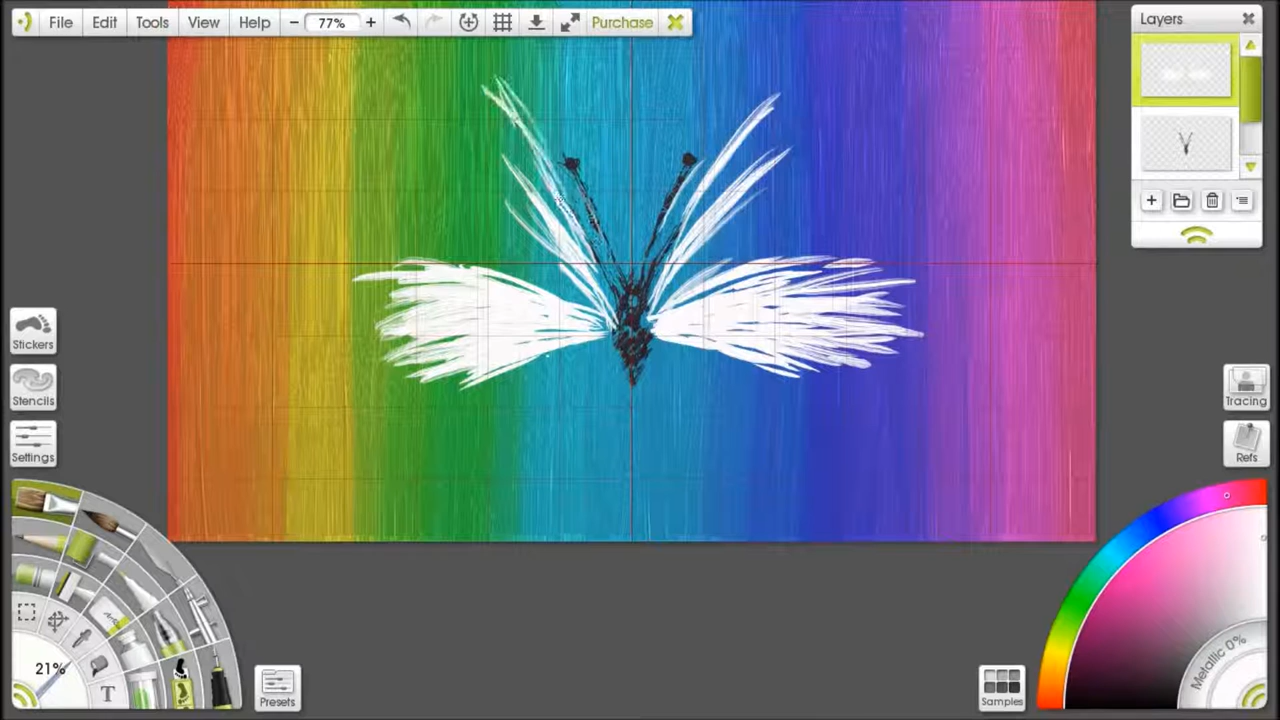 File Edit Tools View Help − 77% + Purchase
Layers
Stickers
Stencils
Settings
Tracing
Refs
21%
T
Presets
Samples
Metallic 0%